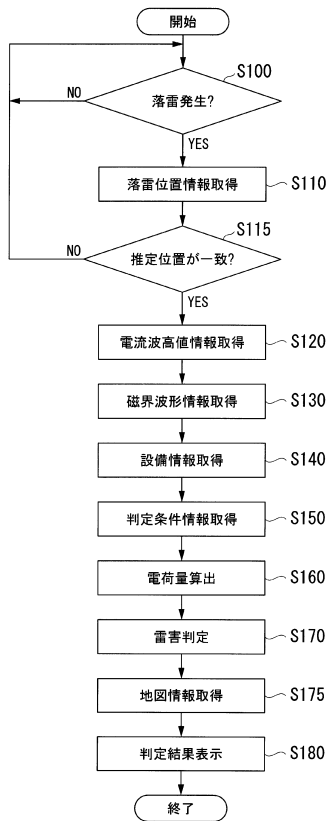 開始
S100
NO
落雷発生?
YES
落雷位置情報取得
S110
S115
NO
推定位置が一致?
YES
電流波高値情報取得
S120
磁界波形情報取得
S130
設備情報取得
S140
判定条件情報取得
S150
電荷量算出
S160
雷害判定
S170
地図情報取得
S175
判定結果表示
S180
終了